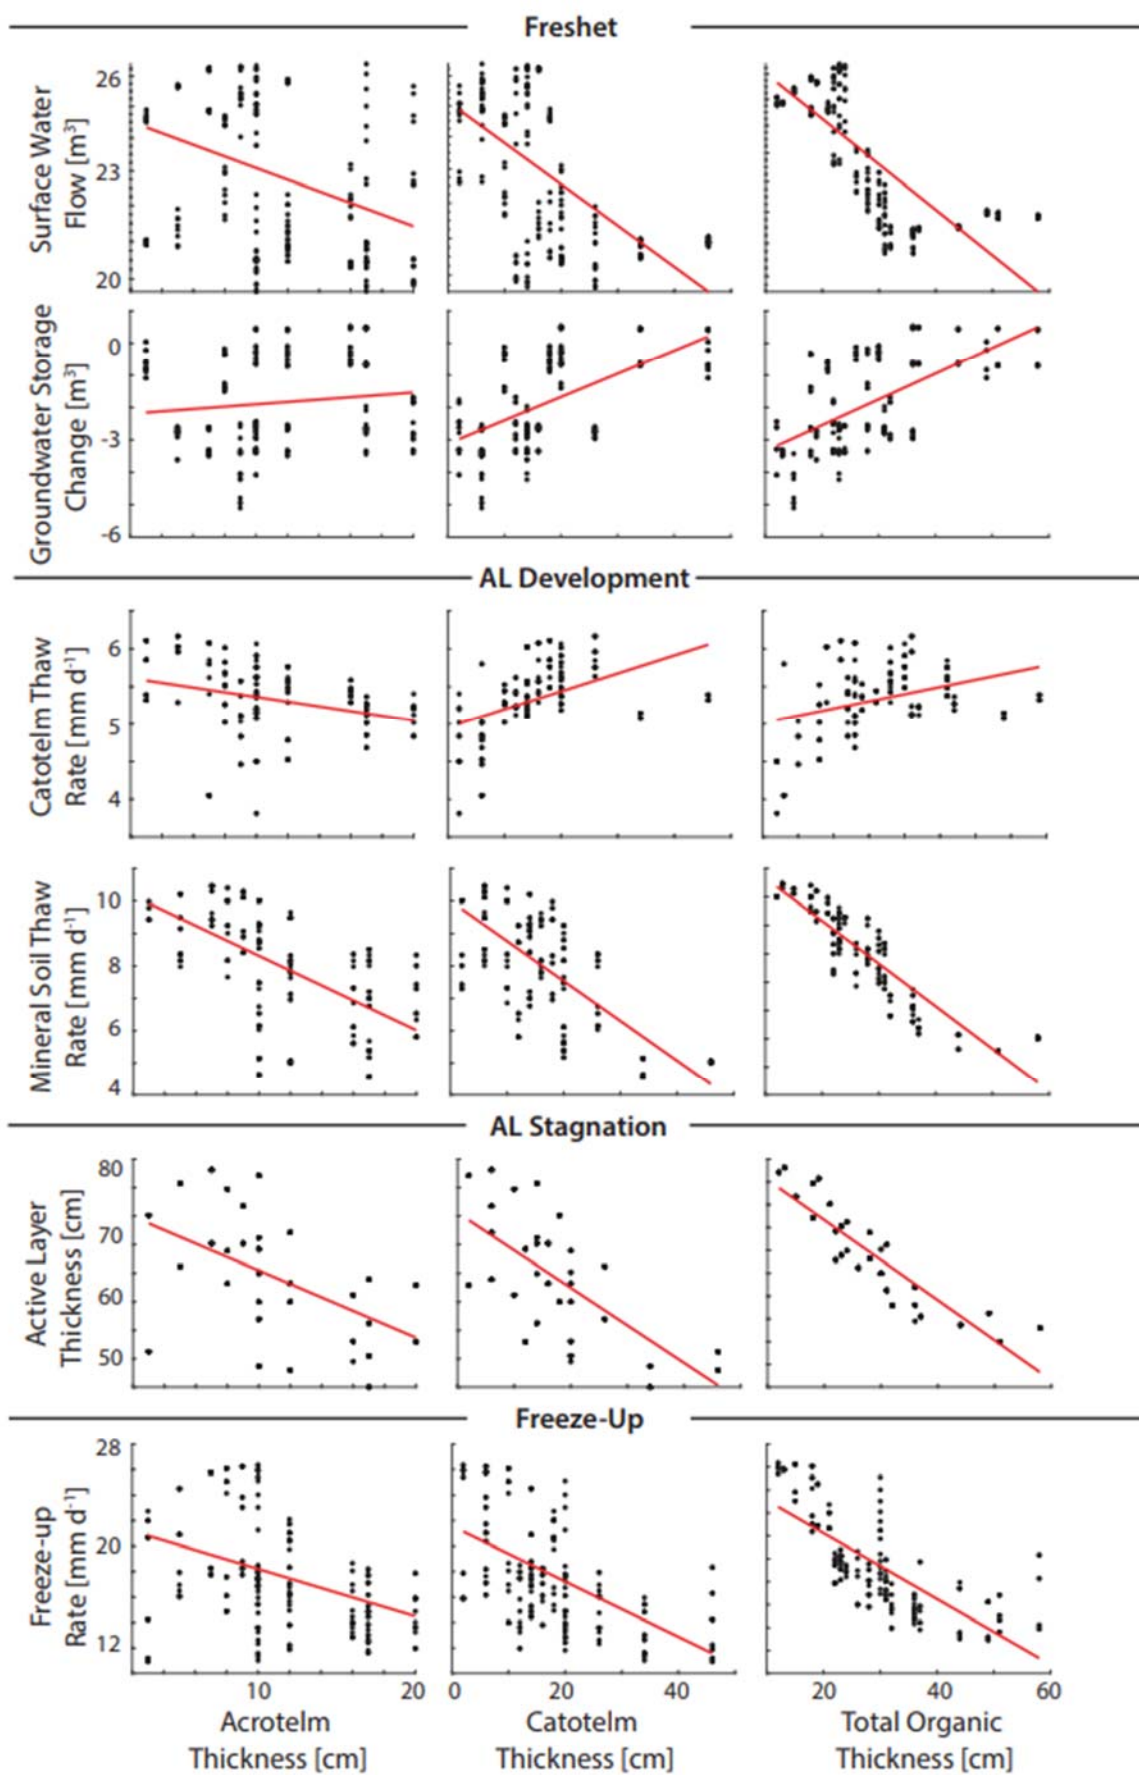 Freshet
Surface Water
Flow [m³]
26
23
20
Groundwater Storage
Change [m³]
0
-3
-6
AL Development
Catotelm Thaw
Rate [mm d⁻¹]
6
5
4
Mineral Soil Thaw
Rate [mm d⁻¹]
10
8
6
4
AL Stagnation
Active Layer
Thickness [cm]
80
70
60
50
Freeze-Up
Freeze-up
Rate [mm d⁻¹]
28
20
12
10 20 0 20 40 20 40 60
Acrotelm Catotelm Total Organic
Thickness [cm] Thickness [cm] Thickness [cm]